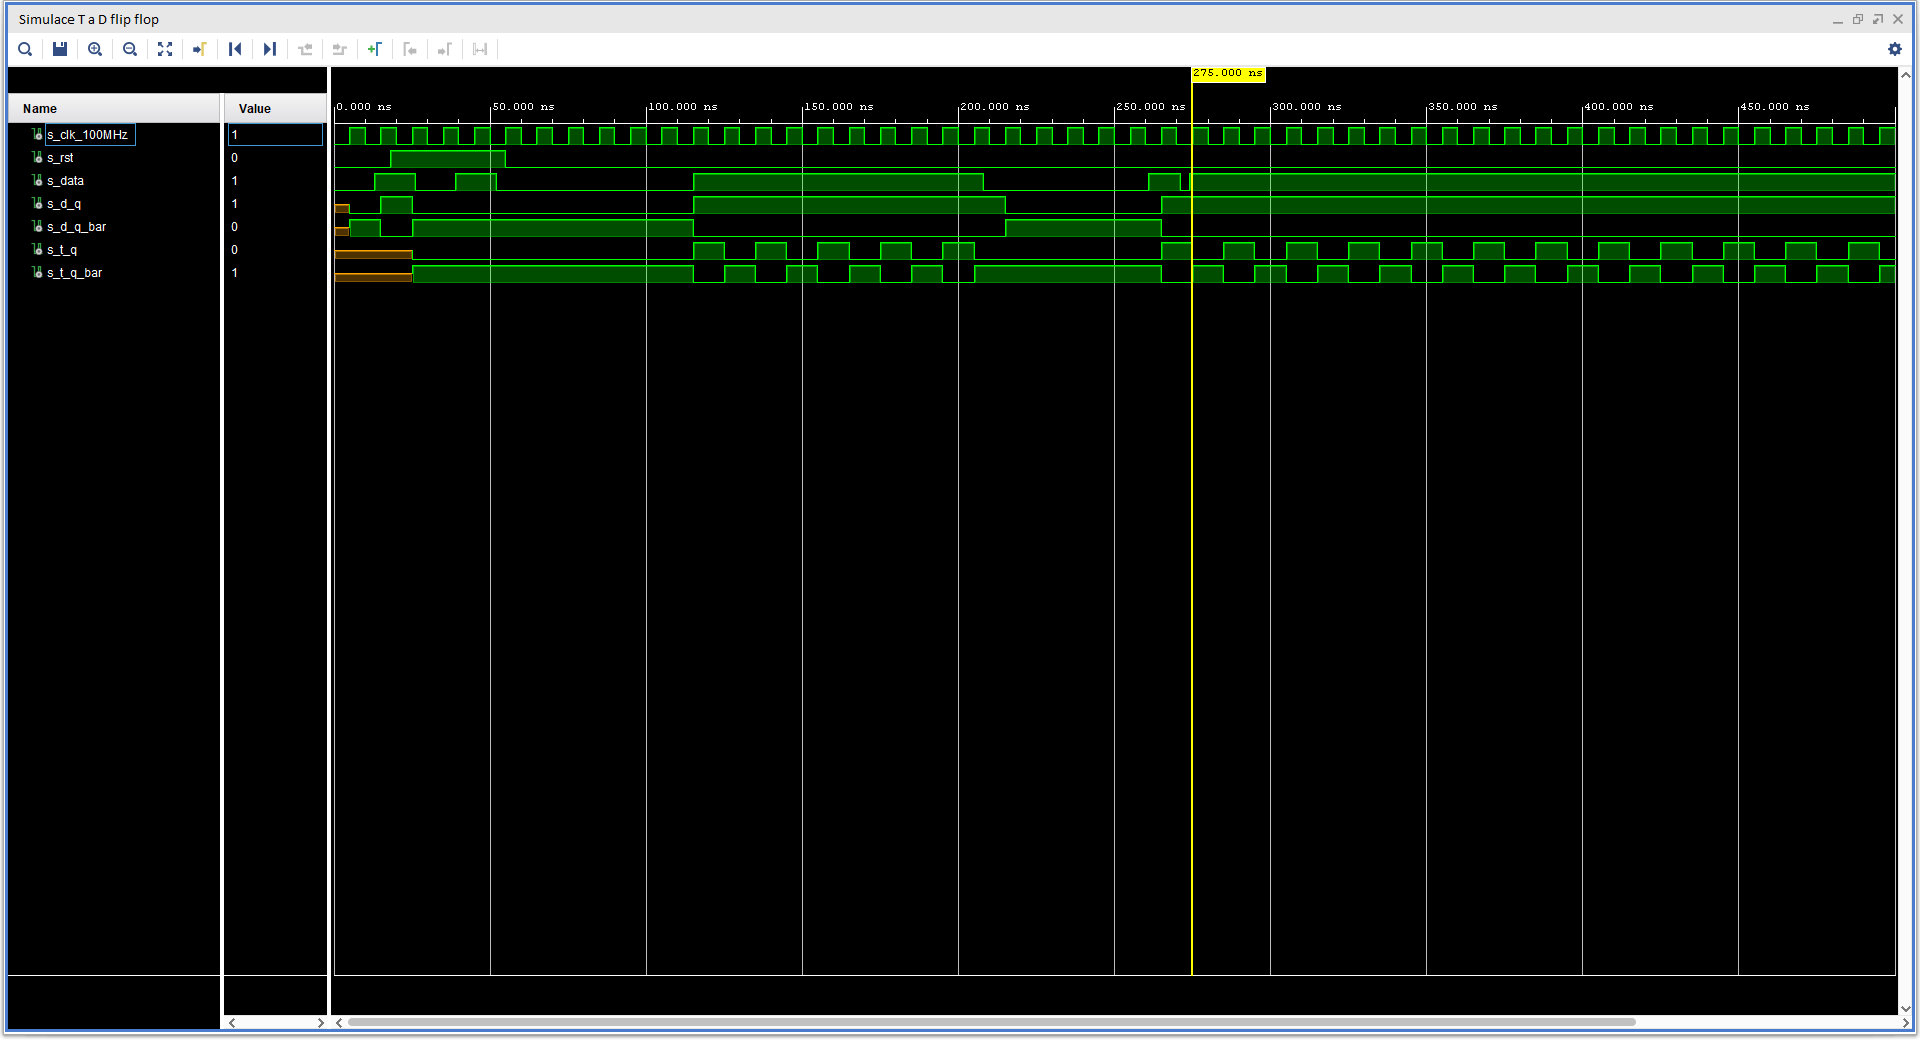 Simulace T a D flip flop
275.000 ns
Name Value
0.000 ns 50.000 ns 100.000 ns 150.000 ns 200.000 ns 250.000 ns 300.000 ns 350.000 ns 400.000 ns 450.000 ns
s_clk_100MHz 1
s_rst 0
s_data 1
s_d_q 1
s_d_q_bar 0
s_t_q 0
s_t_q_bar 1